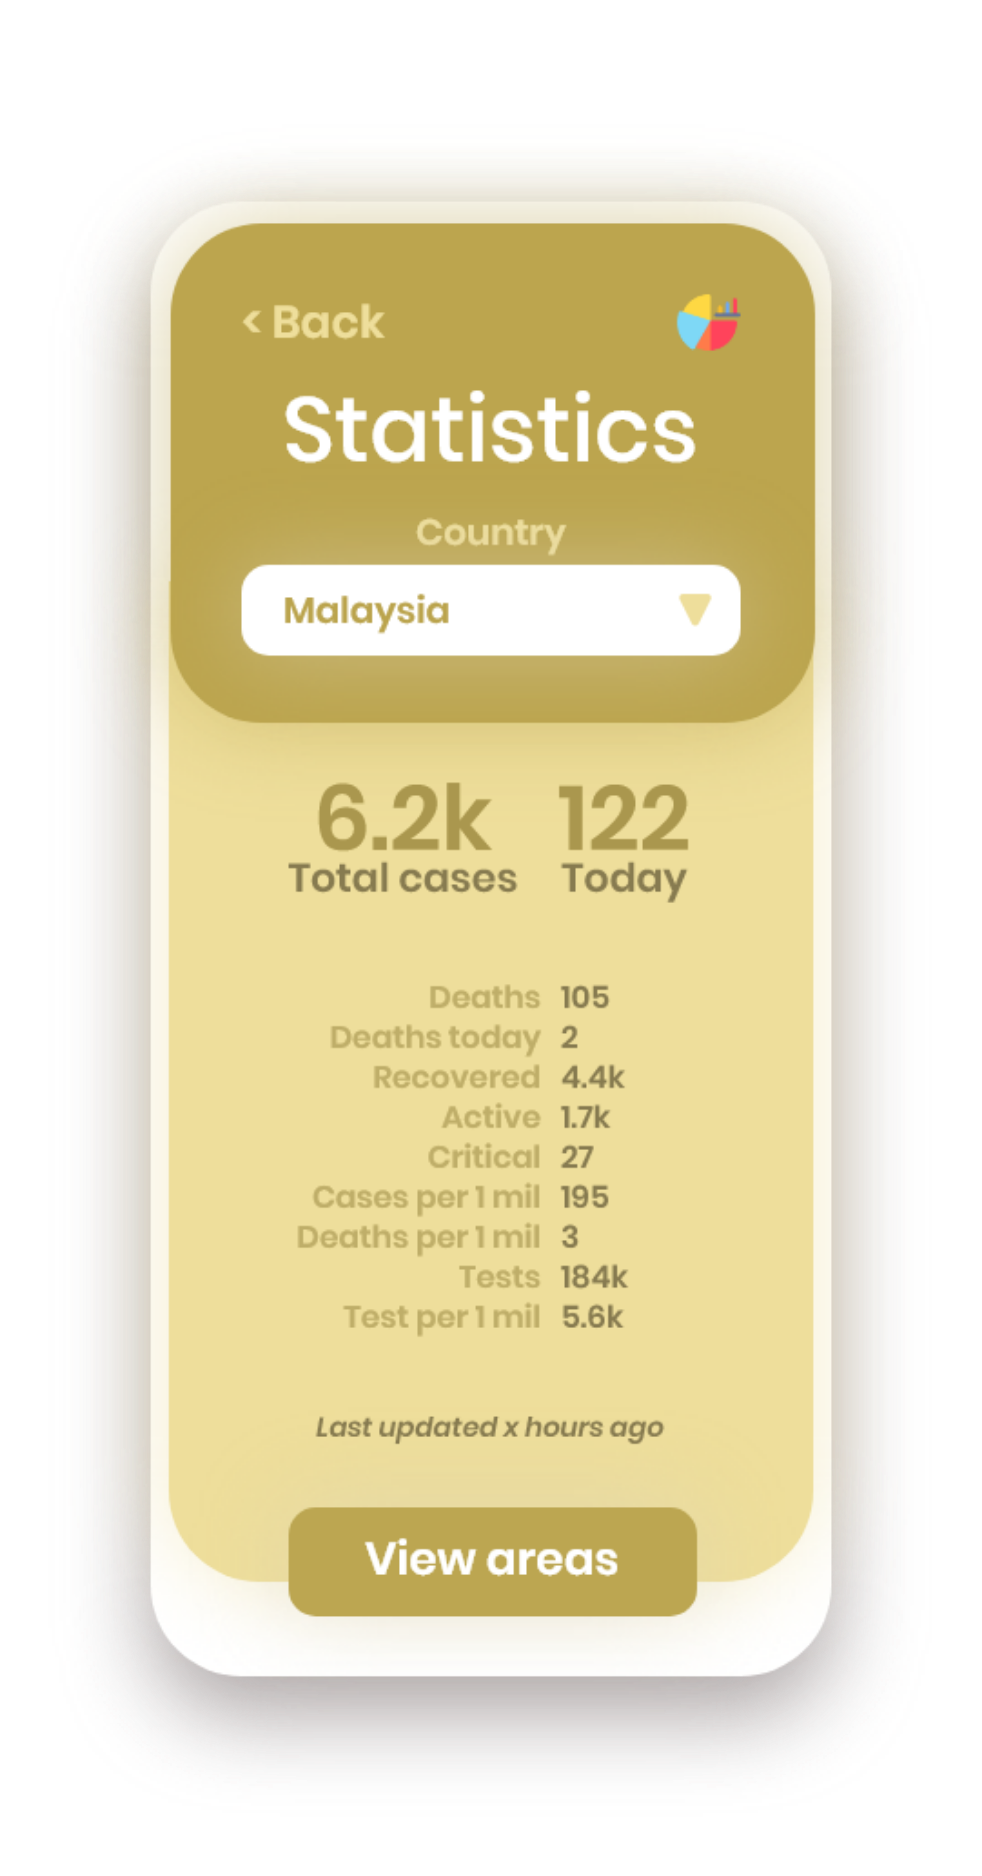 < Back
Statistics
Country
Malaysia
6.2k 122
Total cases Today
Deaths 105
Deaths today 2
Recovered 4.4k
Active 1.7k
Critical 27
Cases per 1 mil 195
Deaths per 1 mil 3
Tests 184k
Test per 1 mil 5.6k
Last updated x hours ago
View areas